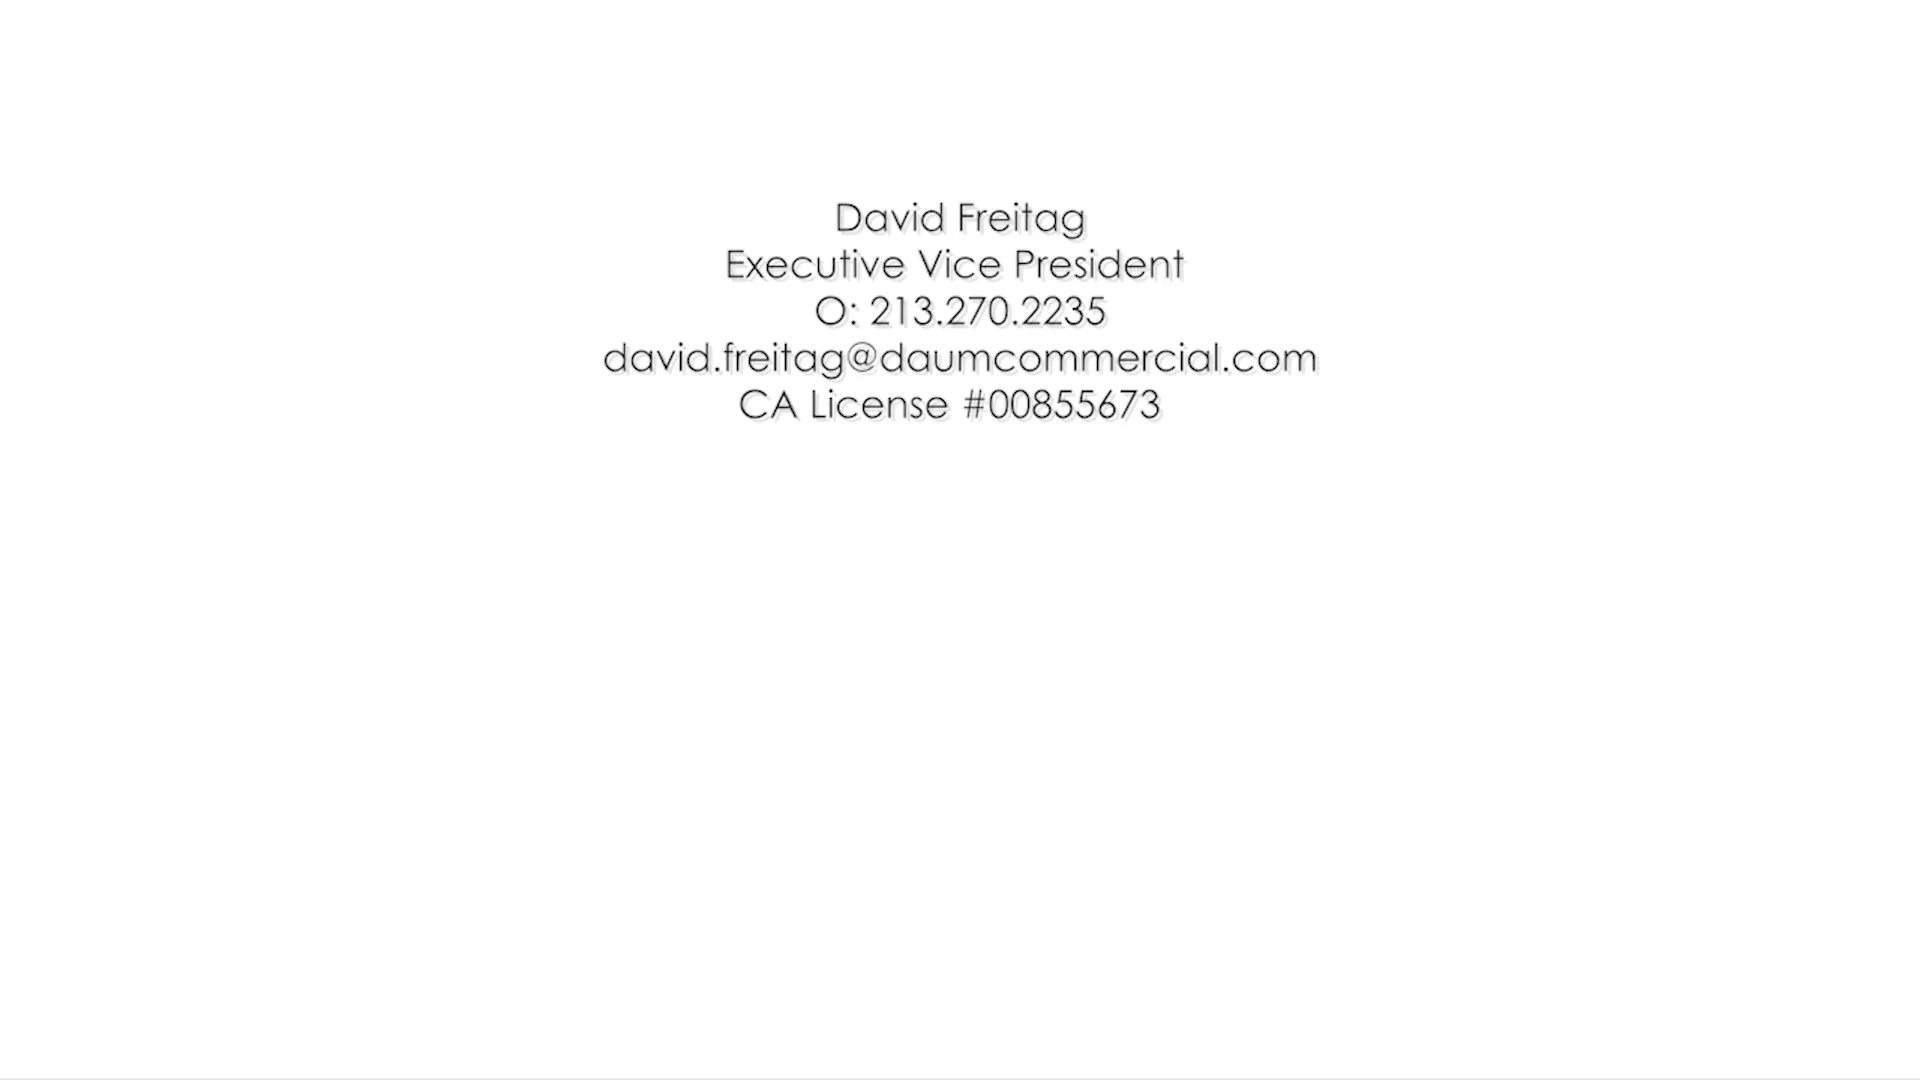 David Freitag
Executive Vice President
O: 213.270.2235
david.freitag@daumcommercial.com
CA License #00855673